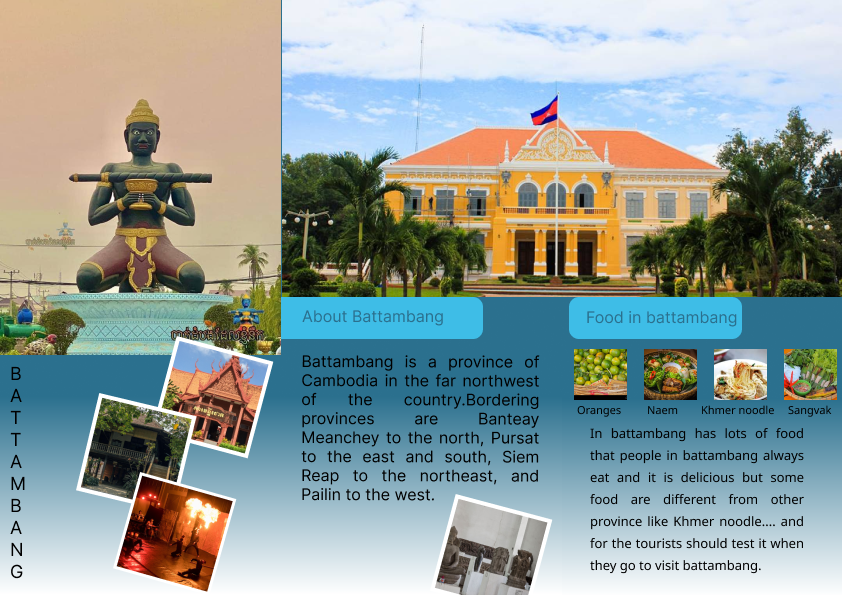 B
A
T
T
A
M
B
A
N
G
About Battambang
Battambang is a province of
Cambodia in the far northwest
of the country.Bordering
provinces are Banteay
Meanchey to the north, Pursat
to the east and south, Siem
Reap to the northeast, and
Pailin to the west.
Food in battambang
Oranges Naem Khmer noodle Sangvak
In battambang has lots of food
that people in battambang always
eat and it is delicious but some
food are different from other
province like Khmer noodle.... and
for the tourists should test it when
they go to visit battambang.